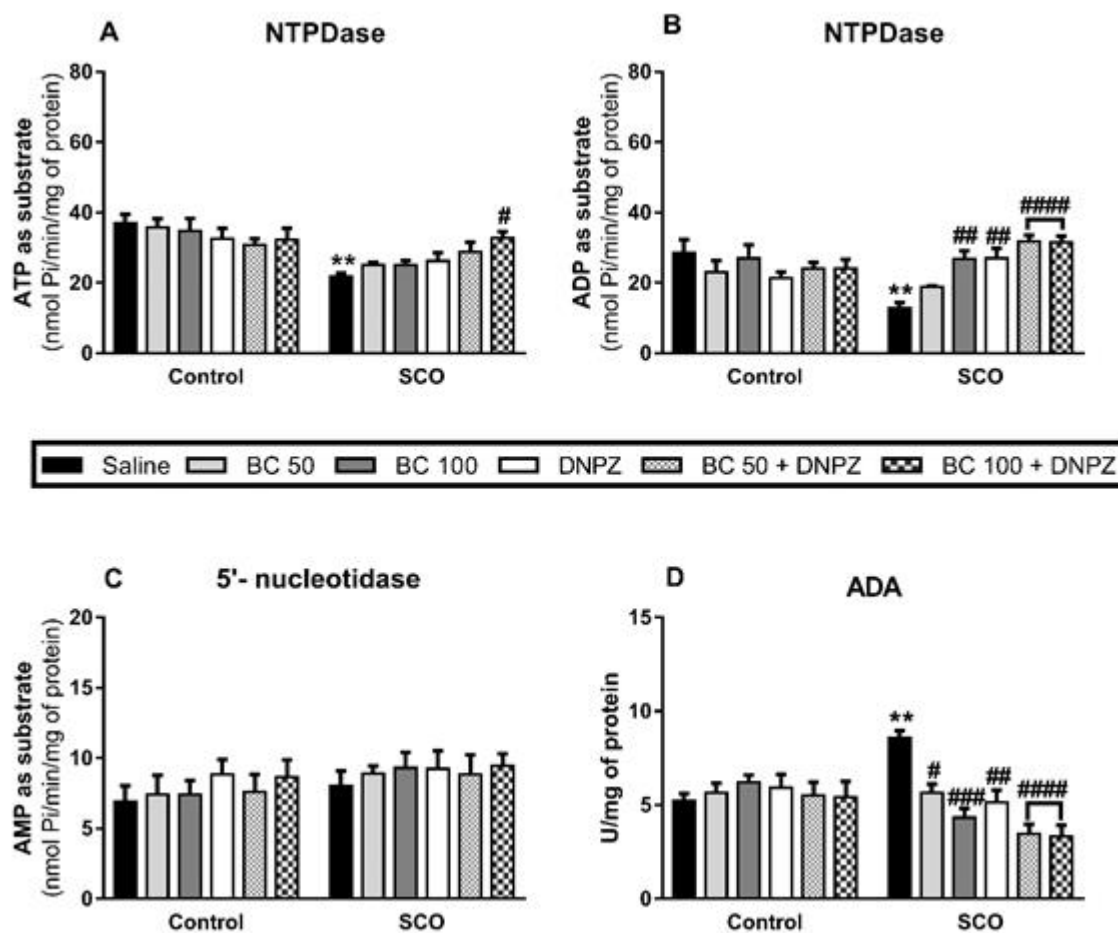 A NTPDase
ATP as substrate
(nmol Pi/min/mg of protein)
80
60
40
20
0
**
#
Control SCO
B NTPDase
ADP as substrate
(nmol Pi/min/mg of protein)
80
60
40
20
0
**
##
##
####
Control SCO
Saline BC 50 BC 100 DNPZ BC 50 + DNPZ BC 100 + DNPZ
C 5'- nucleotidase
AMP as substrate
(nmol Pi/min/mg of protein)
20
15
10
5
0
Control SCO
D ADA
U/mg of protein
15
10
5
0
**
#
###
##
####
Control SCO